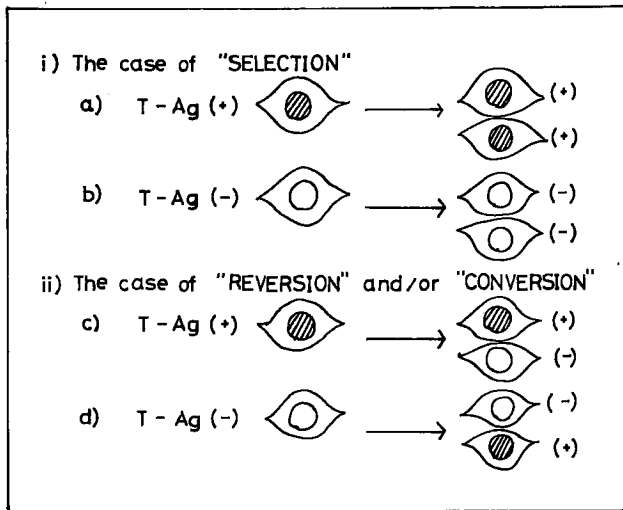 i) The case of "SELECTION"
a) T-Ag (+) (+)
(+)
b) T-Ag (-) (-)
(-)
ii) The case of "REVERSION" and/or "CONVERSION"
c) T-Ag (+) (+)
(-)
d) T-Ag (-) (-)
(+)